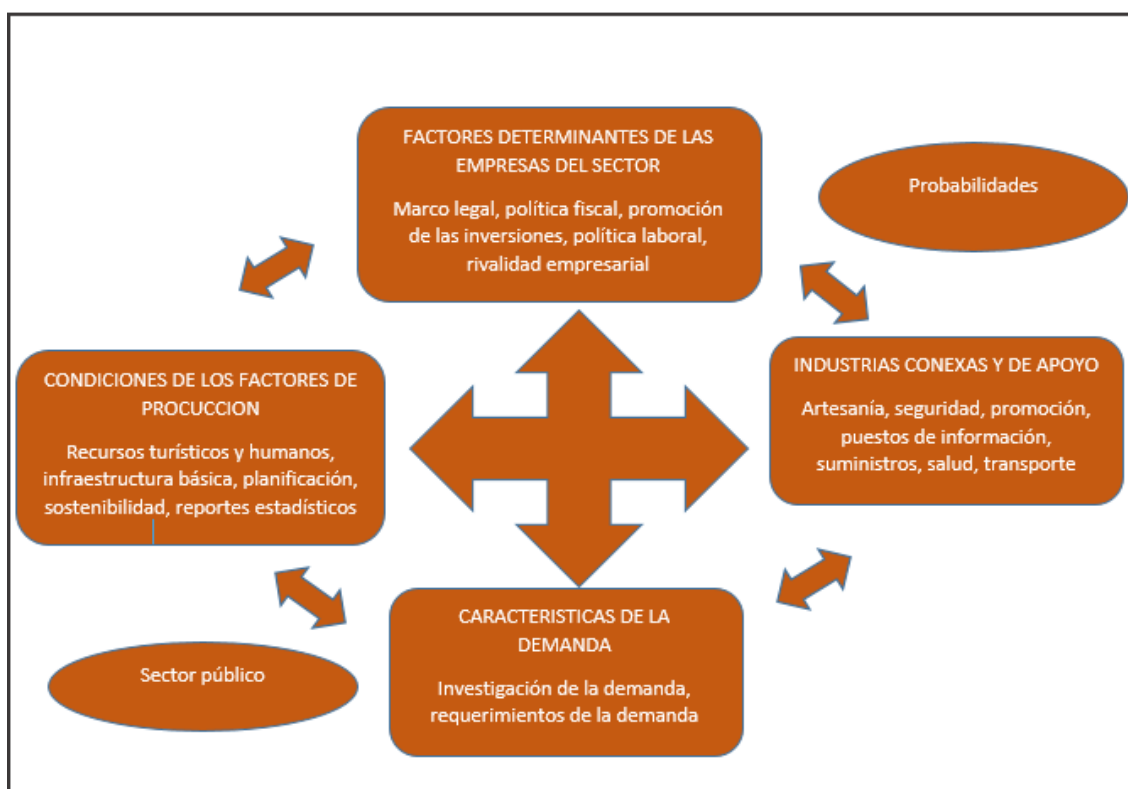 FACTORES DETERMINANTES DE LAS
EMPRESAS DEL SECTOR
Marco legal, política fiscal, promoción
de las inversiones, política laboral,
rivalidad empresarial
Probabilidades
CONDICIONES DE LOS FACTORES DE
PROCUCCION
Recursos turísticos y humanos,
infraestructura básica, planificación,
sostenibilidad, reportes estadísticos
INDUSTRIAS CONEXAS Y DE APOYO
Artesanía, seguridad, promoción,
puestos de información,
suministros, salud, transporte
CARACTERISTICAS DE LA
DEMANDA
Investigación de la demanda,
requerimientos de la demanda
Sector público